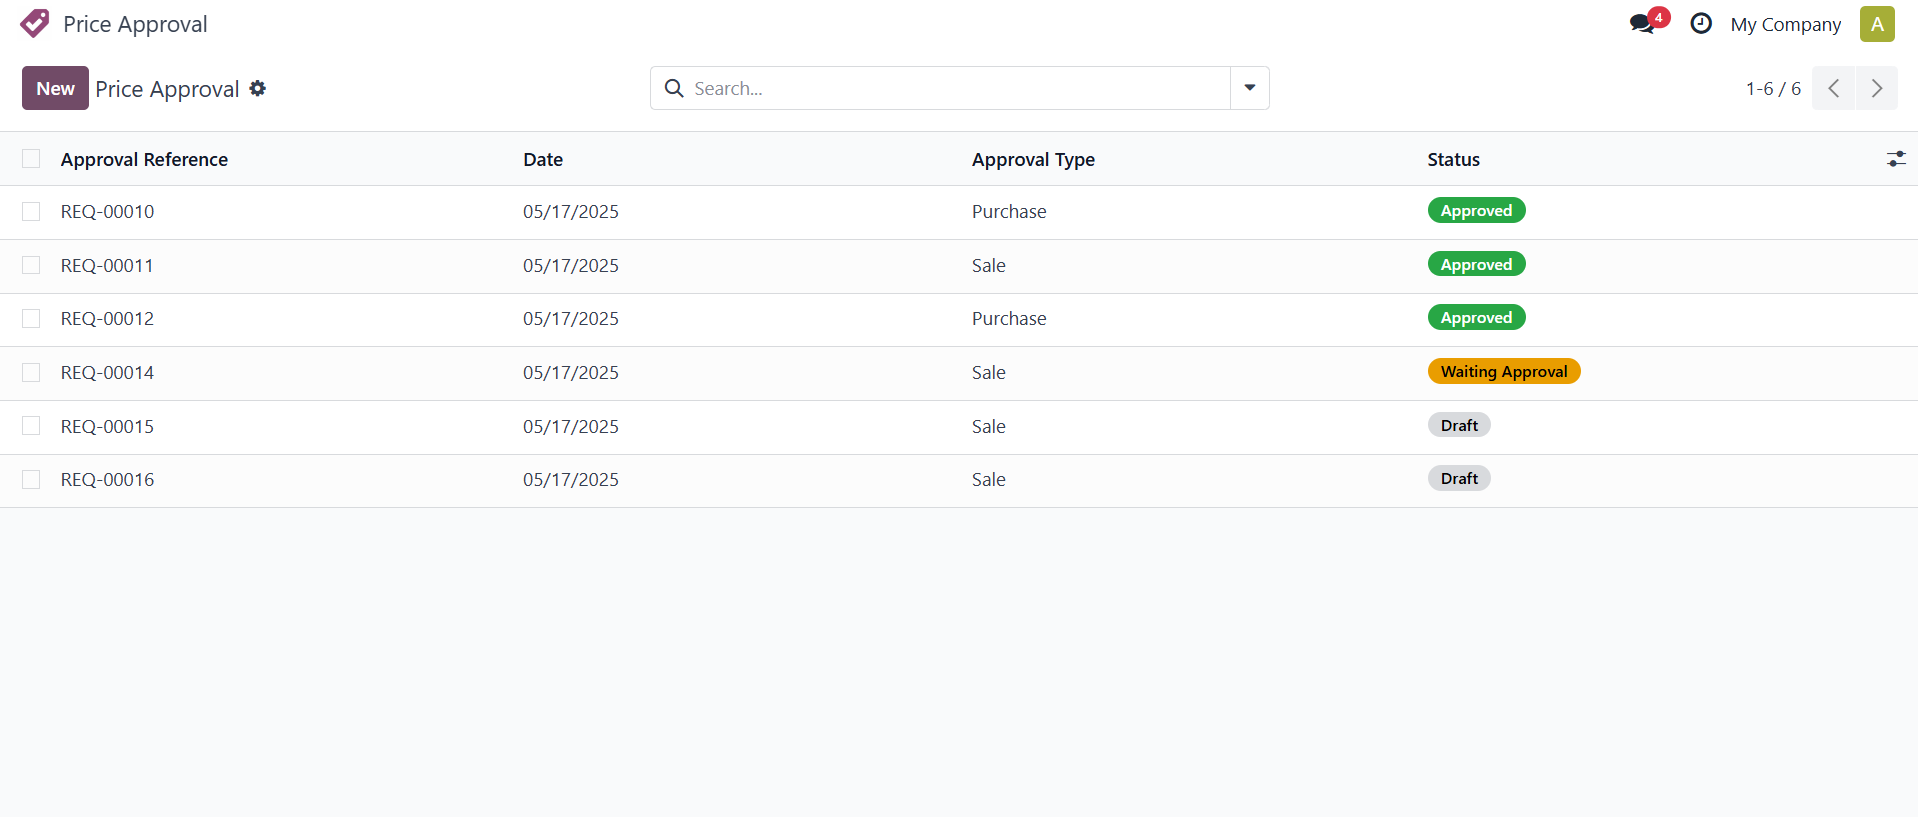 Price Approval
4
My Company
A
New Price Approval
Search...
1-6 / 6
Approval Reference Date Approval Type Status
REQ-00010 05/17/2025 Purchase Approved
REQ-00011 05/17/2025 Sale Approved
REQ-00012 05/17/2025 Purchase Approved
REQ-00014 05/17/2025 Sale Waiting Approval
REQ-00015 05/17/2025 Sale Draft
REQ-00016 05/17/2025 Sale Draft